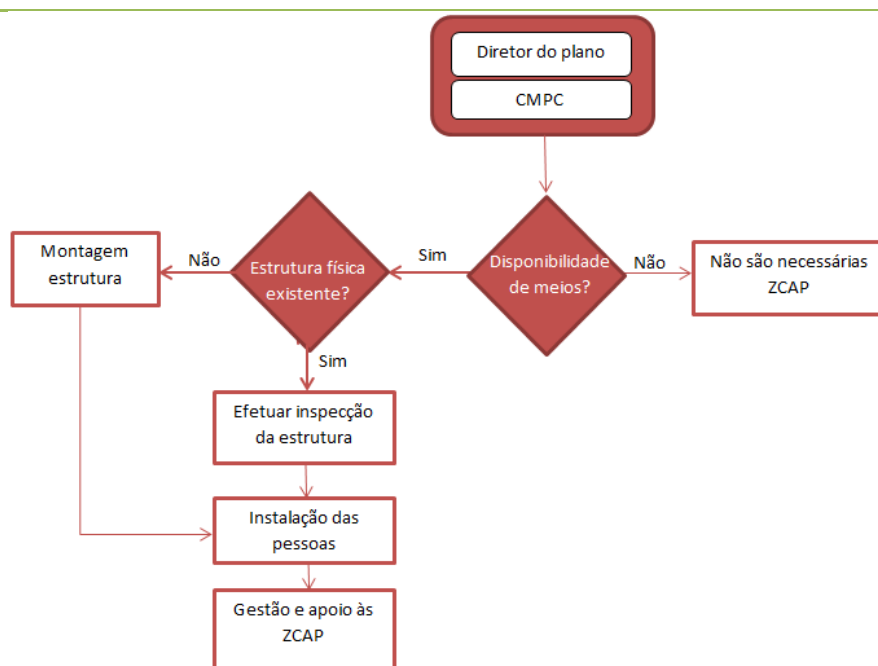 Diretor do plano
CMPC
Disponibilidade
de meios?
Sim
Não
Não são necessárias
ZCAP
Estrutura física
existente?
Não
Montagem
estrutura
Sim
Efetuar inspecção
da estrutura
Instalação das
pessoas
Gestão e apoio às
ZCAP